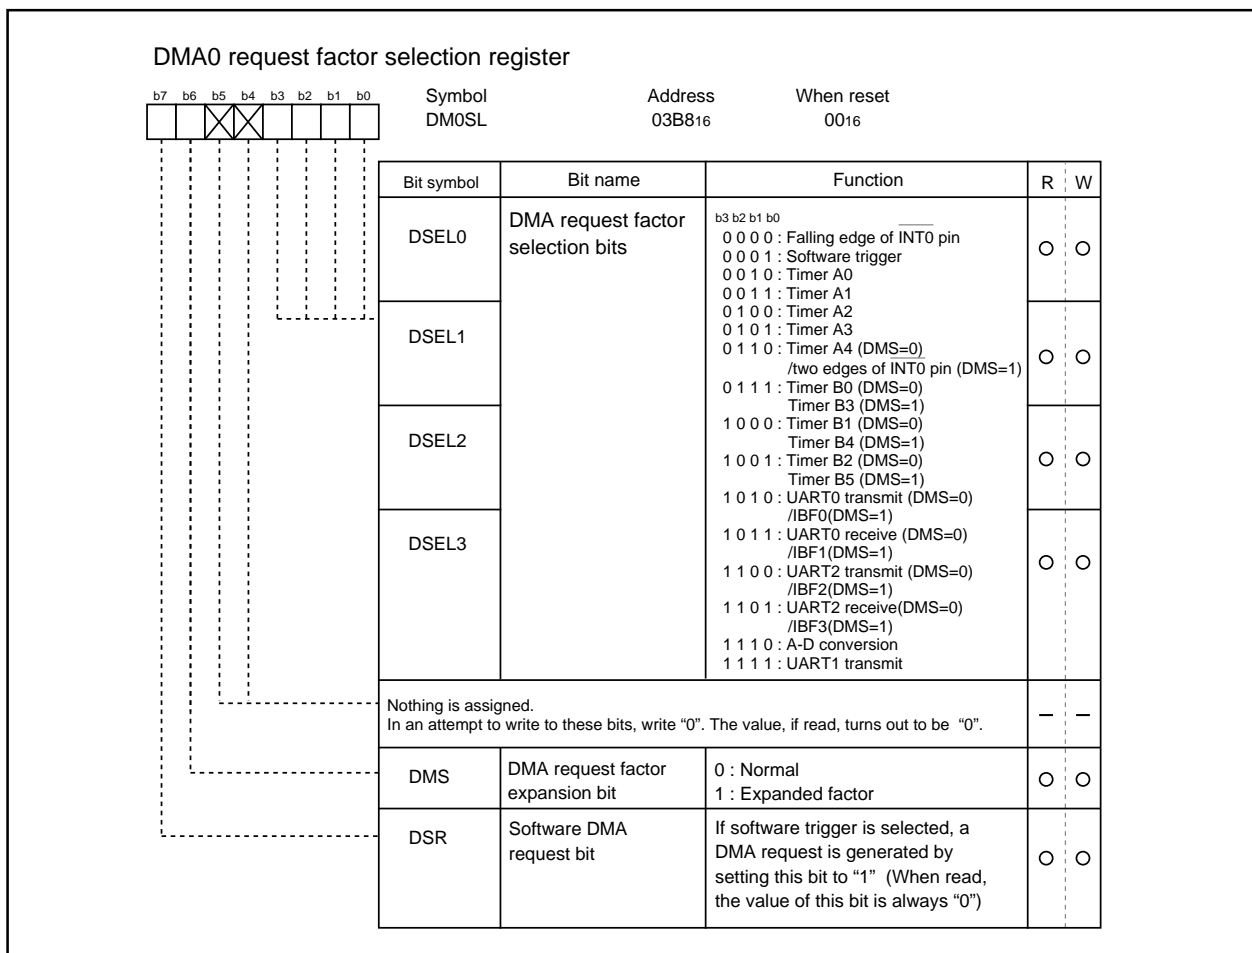 DMA0 request factor selection register
b7 b6 b5 b4 b3 b2 b1 b0
Symbol Address When reset
DM0SL 03B816 0016
Bit symbol Bit name Function R W
DSEL0
DMA request factor
selection bits
b3 b2 b1 b0
0 0 0 0 : Falling edge of INT0 pin
0 0 0 1 : Software trigger
0 0 1 0 : Timer A0
0 0 1 1 : Timer A1
0 1 0 0 : Timer A2
0 1 0 1 : Timer A3
0 1 1 0 : Timer A4 (DMS=0)
/two edges of INT0 pin (DMS=1)
0 1 1 1 : Timer B0 (DMS=0)
Timer B3 (DMS=1)
1 0 0 0 : Timer B1 (DMS=0)
Timer B4 (DMS=1)
1 0 0 1 : Timer B2 (DMS=0)
Timer B5 (DMS=1)
1 0 1 0 : UART0 transmit (DMS=0)
/IBF0(DMS=1)
1 0 1 1 : UART0 receive (DMS=0)
/IBF1(DMS=1)
1 1 0 0 : UART2 transmit (DMS=0)
/IBF2(DMS=1)
1 1 0 1 : UART2 receive(DMS=0)
/IBF3(DMS=1)
1 1 1 0 : A-D conversion
1 1 1 1 : UART1 transmit
DSEL1
DSEL2
DSEL3
Nothing is assigned.
In an attempt to write to these bits, write “0”. The value, if read, turns out to be “0”.
– –
DMS
DMA request factor
expansion bit
0 : Normal
1 : Expanded factor
DSR
Software DMA
request bit
If software trigger is selected, a
DMA request is generated by
setting this bit to “1” (When read,
the value of this bit is always “0”)